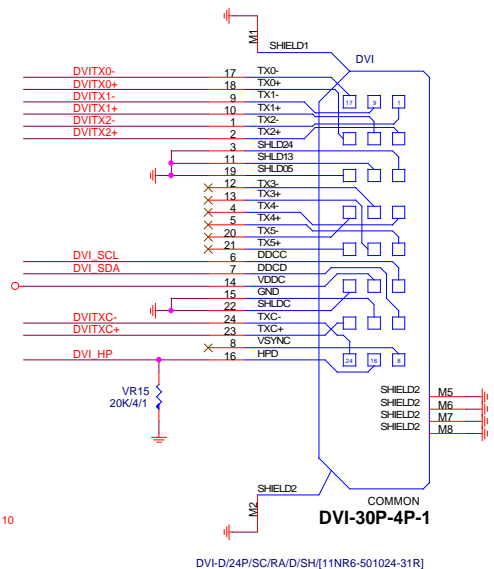 M1
SHIELD1
DVI
DVITX0- 17 TX0-
DVITX0+ 18 TX0+
DVITX1- 9 TX1-
DVITX1+ 10 TX1+
DVITX2- 1 TX2-
DVITX2+ 2 TX2+
3 SHLD24
11 SHLD13
19 SHLD05
12 TX3-
13 TX3+
4 TX4-
5 TX4+
20 TX5-
21 TX5+
DVI_SCL 6 DDCC
DVI_SDA 7 DDCD
14 VDDC
15 GND
22 SHLDC
DVITXC- 24 TXC-
DVITXC+ 23 TXC+
8 VSYNC
DVI_HP 16 HPD
17 9 1
24 16 8
VR15
20K/4/1
SHIELD2 M5
SHIELD2 M6
SHIELD2 M7
SHIELD2 M8
SHIELD2
M2
COMMON
DVI-30P-4P-1
10
DVI-D/24P/SC/RA/D/SH/[11NR6-501024-31R]